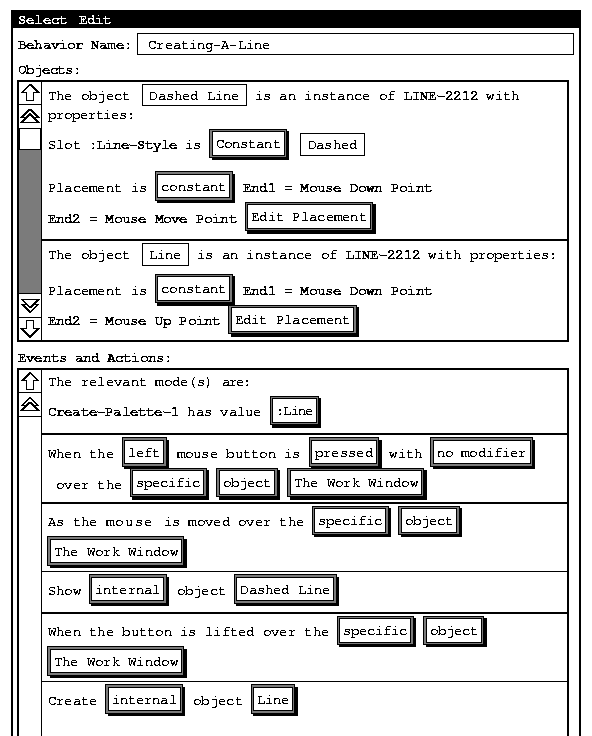 Select Edit
Behavior Name: Creating-A-Line
Objects:
The object Dashed Line is an instance of LINE-2212 with
properties:
Slot :Line-Style is Constant Dashed
Placement is constant End1 = Mouse Down Point
End2 = Mouse Move Point Edit Placement
The object Line is an instance of LINE-2212 with properties:
Placement is constant End1 = Mouse Down Point
End2 = Mouse Up Point Edit Placement
Events and Actions:
The relevant mode(s) are:
Create-Palette-1 has value :Line
When the left mouse button is pressed with no modifier
over the specific object The Work Window
As the mouse is moved over the specific object
The Work Window
Show internal object Dashed Line
When the button is lifted over the specific object
The Work Window
Create internal object Line